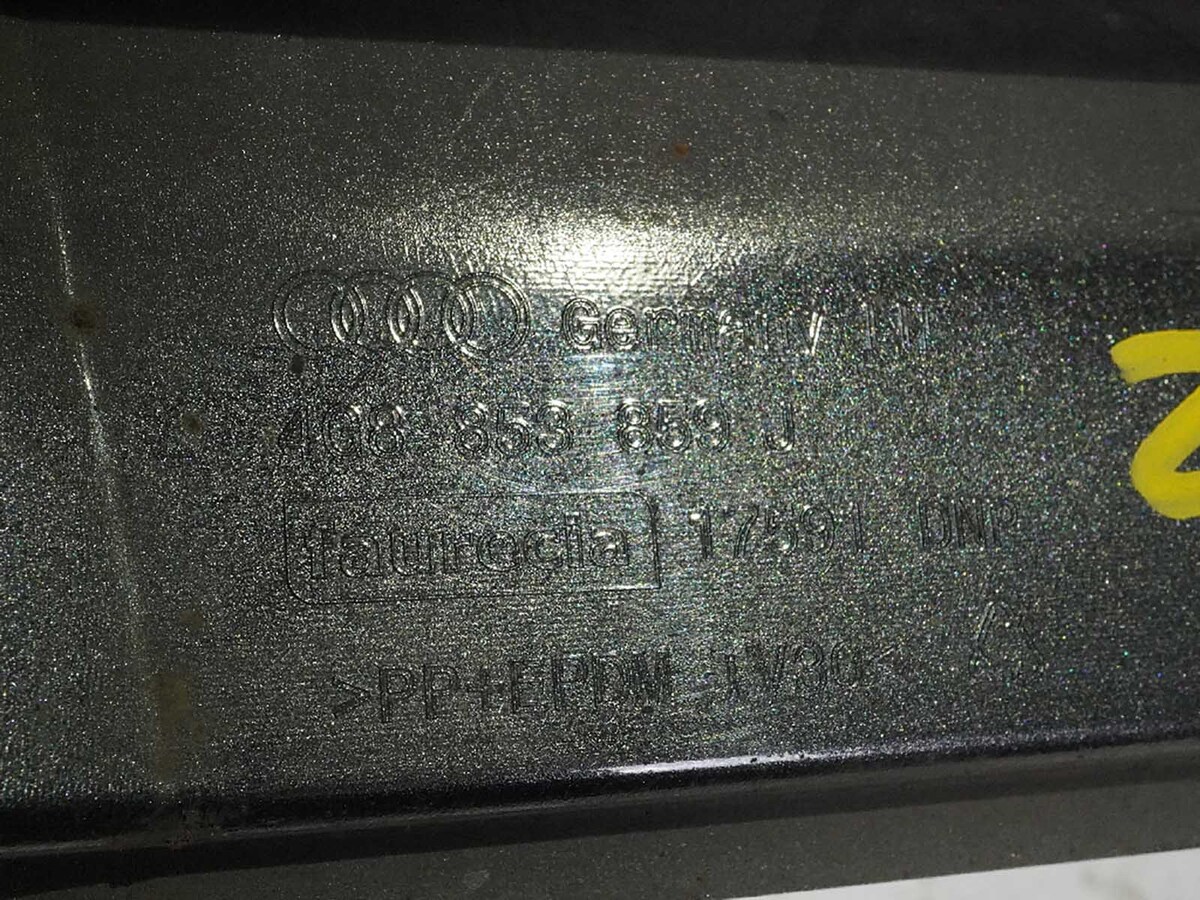 Germany
4G8 853 859 J
faurecia 17591 DNP
>PP+EPDM TV30<